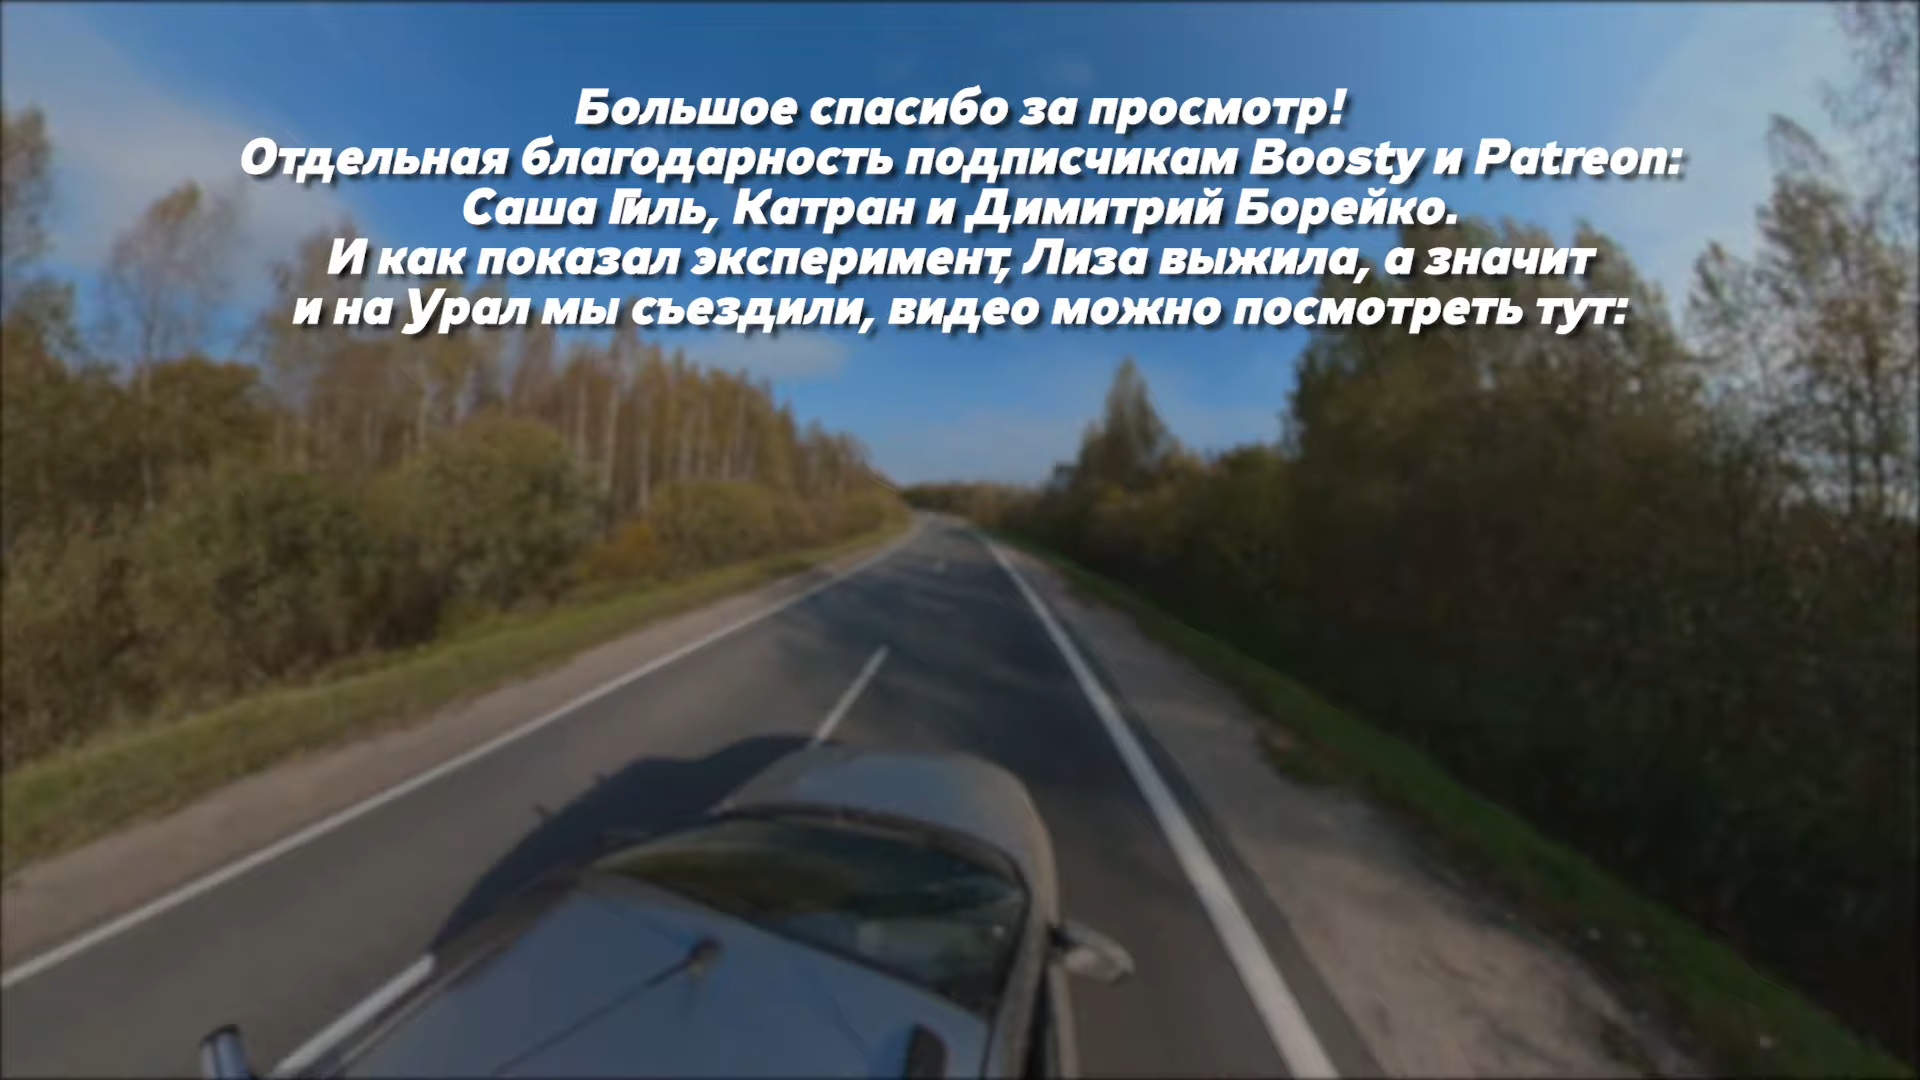 Большое спасибо за просмотр!
Отдельная благодарность подписчикам Boosty и Patreon:
Саша Гиль, Катран и Димитрий Борейко.
И как показал эксперимент, Лиза выжила, а значит
и на Урал мы съездили, видео можно посмотреть тут: